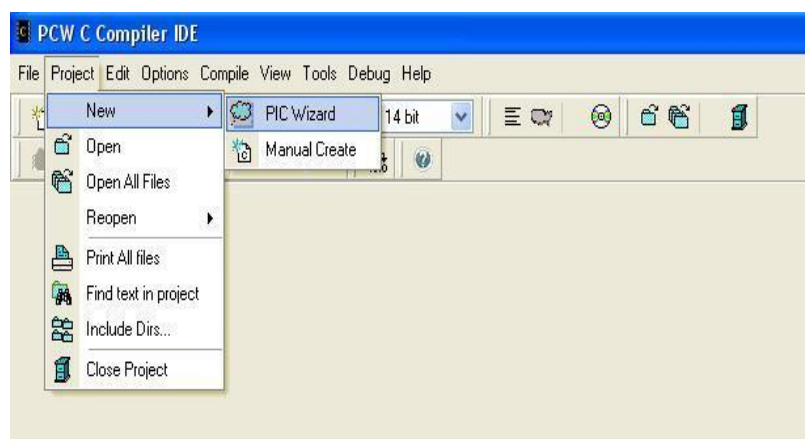 PCW C Compiler IDE
File Project Edit Options Compile View Tools Debug Help
New PIC Wizard 14 bit
Open Manual Create
Open All Files
Reopen
Print All files
Find text in project
Include Dirs...
Close Project